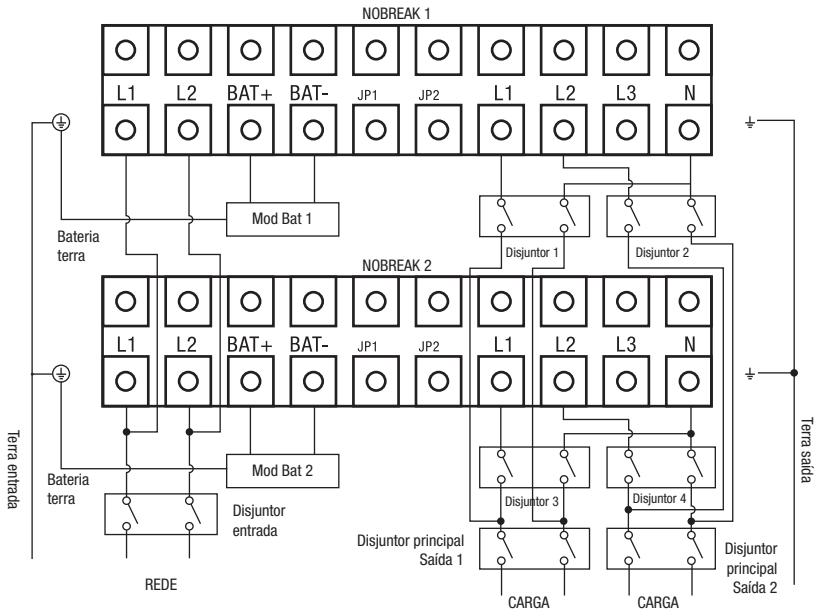 NOBREAK 1
L1 L2 BAT+ BAT- JP1 JP2 L1 L2 L3 N
Mod Bat 1
Bateria
terra
Disjuntor 1
Disjuntor 2
NOBREAK 2
L1 L2 BAT+ BAT- JP1 JP2 L1 L2 L3 N
Terra entrada
Terra saída
Mod Bat 2
Bateria
terra
Disjuntor
entrada
Disjuntor 3
Disjuntor 4
Disjuntor principal
Saída 1
Disjuntor
principal
Saída 2
REDE
CARGA
CARGA